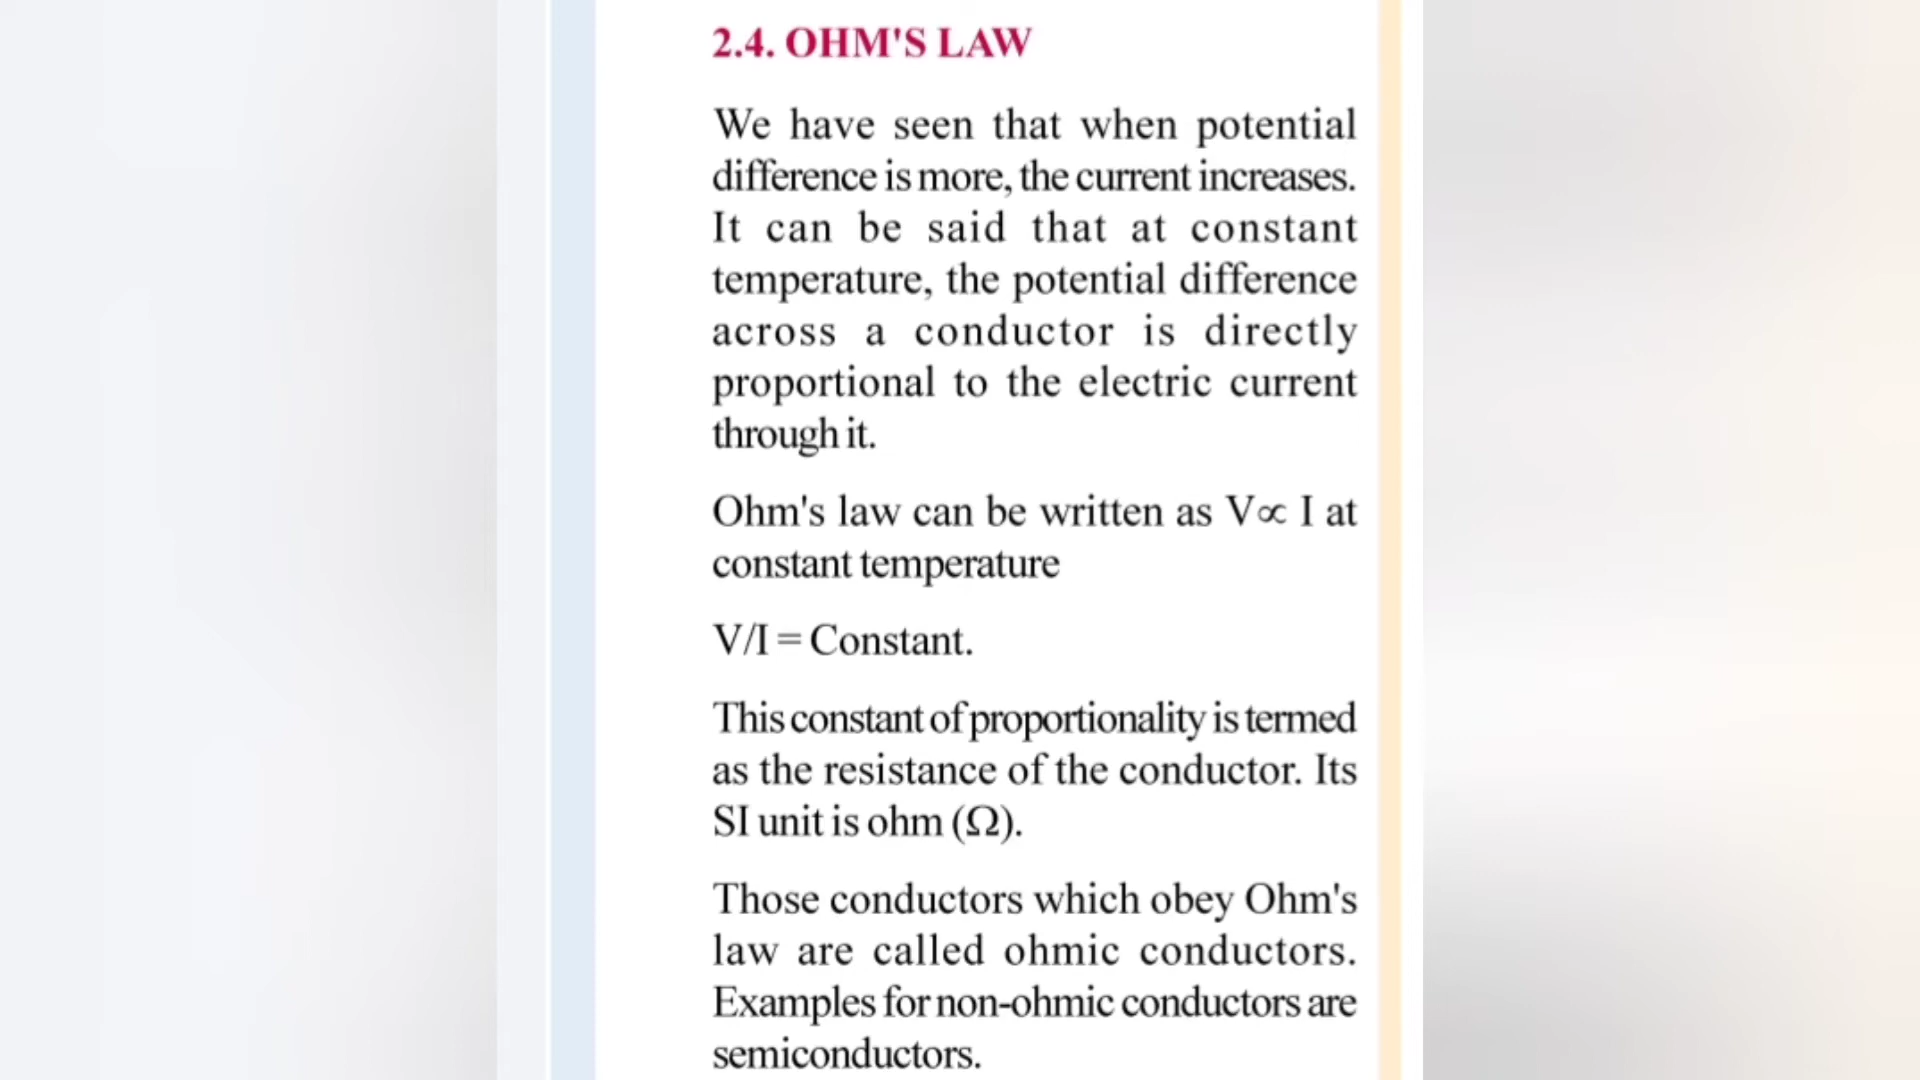 2.4. OHM'S LAW
We have seen that when potential
difference is more, the current increases.
It can be said that at constant
temperature, the potential difference
across a conductor is directly
proportional to the electric current
through it.
Ohm's law can be written as V∝ I at
constant temperature
V/I = Constant.
This constant of proportionality is termed
as the resistance of the conductor. Its
SI unit is ohm (Ω).
Those conductors which obey Ohm's
law are called ohmic conductors.
Examples for non-ohmic conductors are
semiconductors.